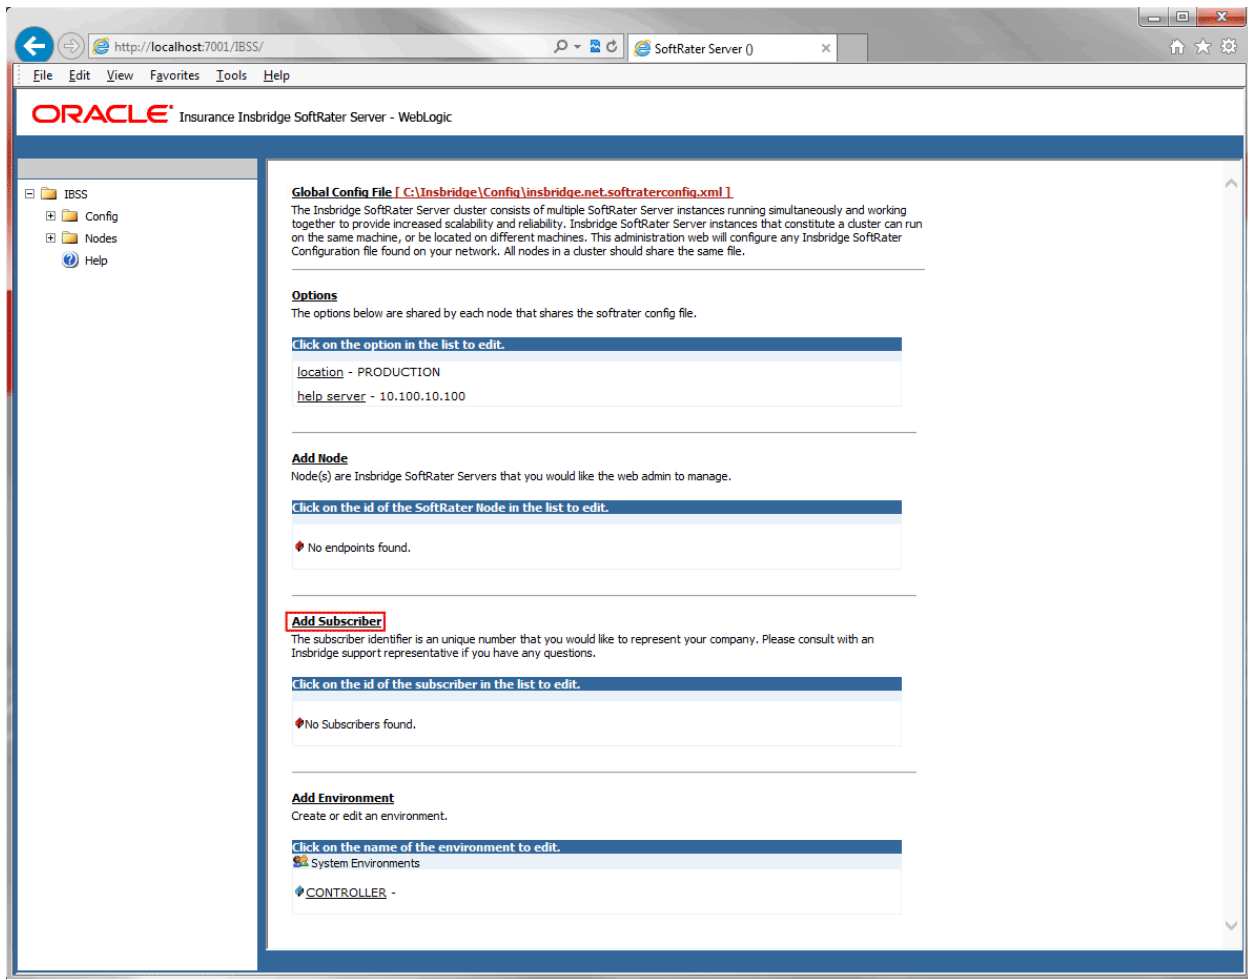 http://localhost:7001/IBSS/
SoftRater Server ()
File Edit View Favorites Tools Help
ORACLE Insurance Insbridge SoftRater Server - WebLogic
IBSS
Config
Nodes
Help
Global Config File [ C:\Insbridge\Config\insbridge.net.softraterconfig.xml ]
The Insbridge SoftRater Server cluster consists of multiple SoftRater Server instances running simultaneously and working
together to provide increased scalability and reliability. Insbridge SoftRater Server instances that constitute a cluster can run
on the same machine, or be located on different machines. This administration web will configure any Insbridge SoftRater
Configuration file found on your network. All nodes in a cluster should share the same file.
Options
The options below are shared by each node that shares the softrater config file.
Click on the option in the list to edit.
location - PRODUCTION
help server - 10.100.10.100
Add Node
Node(s) are Insbridge SoftRater Servers that you would like the web admin to manage.
Click on the id of the SoftRater Node in the list to edit.
No endpoints found.
Add Subscriber
The subscriber identifier is an unique number that you would like to represent your company. Please consult with an
Insbridge support representative if you have any questions.
Click on the id of the subscriber in the list to edit.
No Subscribers found.
Add Environment
Create or edit an environment.
Click on the name of the environment to edit.
System Environments
CONTROLLER -